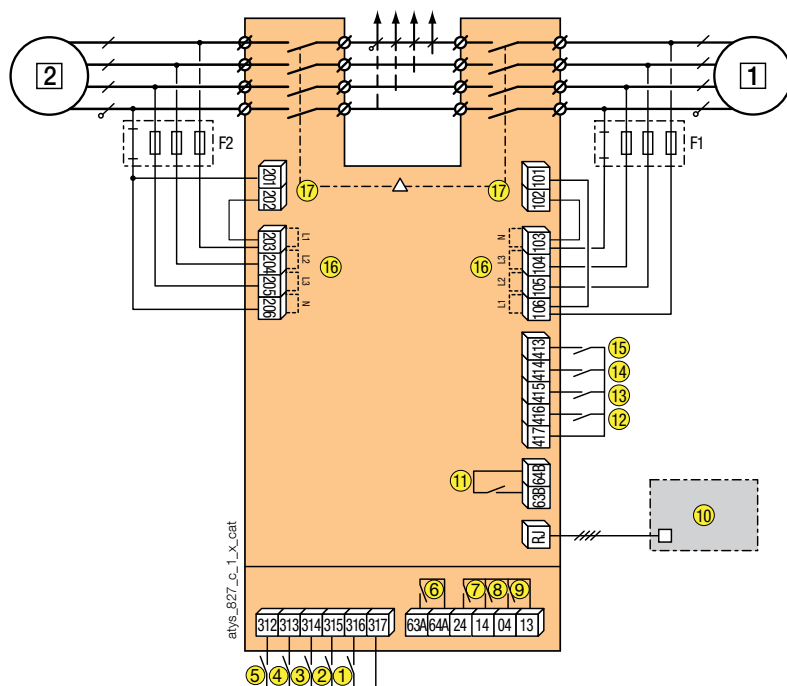 2
1
F2
F1
201
202
17
17
101
102
203
204
205
206
L1
L2
L3
N
16
16
N
L3
L2
L1
103
104
105
106
413
414
415
416
417
15
14
13
12
11
64B
63B
RJ
10
atys_827_c_1_x_cat
6
7
8
9
312 313 314 315 316 317
63A 64A 24 14 04 13
5 4 3 2 1